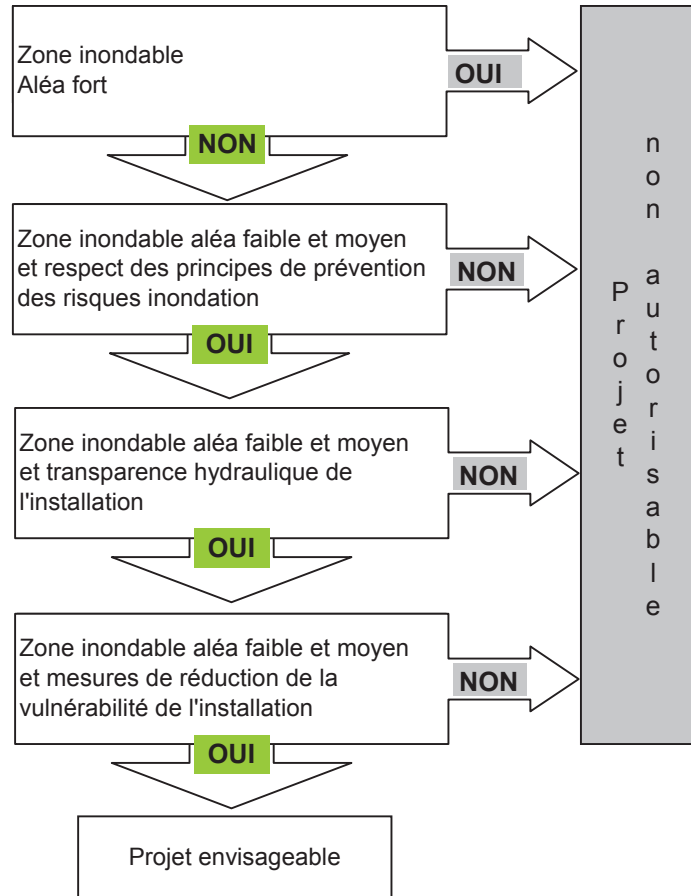 Zone inondable
Aléa fort
OUI
NON
Zone inondable aléa faible et moyen
et respect des principes de prévention
des risques inondation
NON
OUI
Zone inondable aléa faible et moyen
et transparence hydraulique de
l'installation
NON
OUI
Zone inondable aléa faible et moyen
et mesures de réduction de la
vulnérabilité de l'installation
NON
OUI
Projet envisageable
Projet
non autorisable